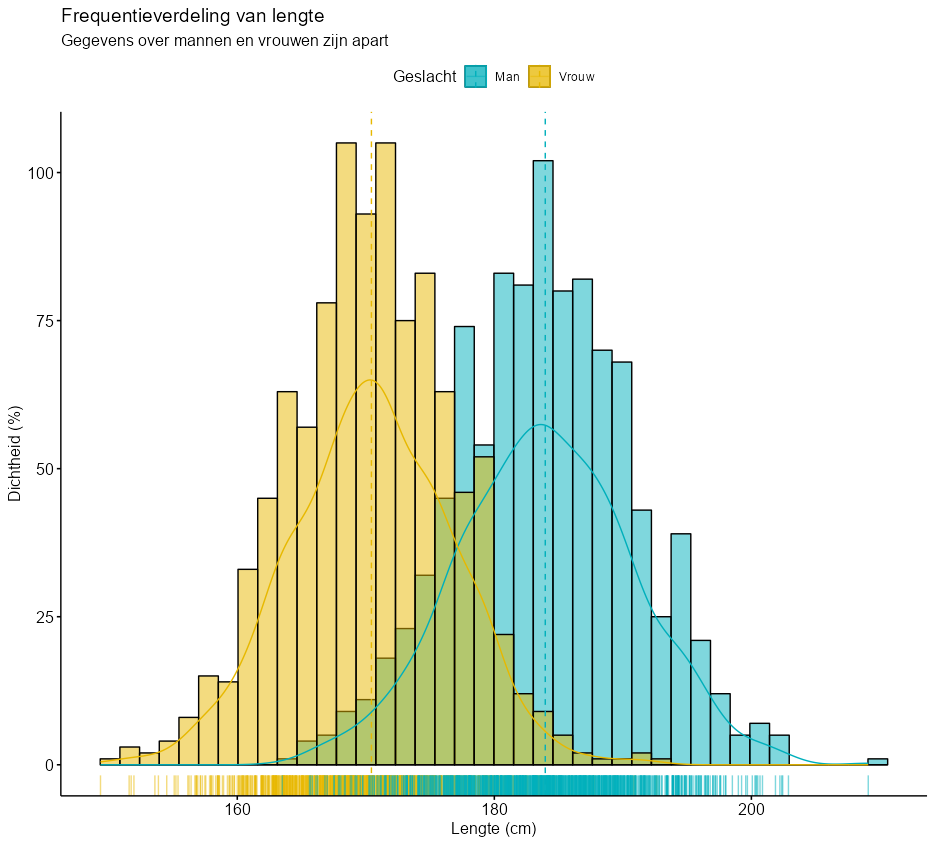 Frequentieverdeling van lengte
Gegevens over mannen en vrouwen zijn apart
Geslacht Man Vrouw
Dichtheid (%)
100
75
50
25
0
160 180 200
Lengte (cm)